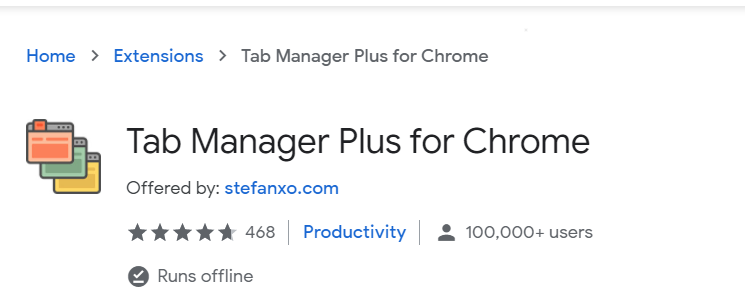 Home > Extensions > Tab Manager Plus for Chrome
Tab Manager Plus for Chrome
Offered by: stefanxo.com
468 Productivity 100,000+ users
Runs offline